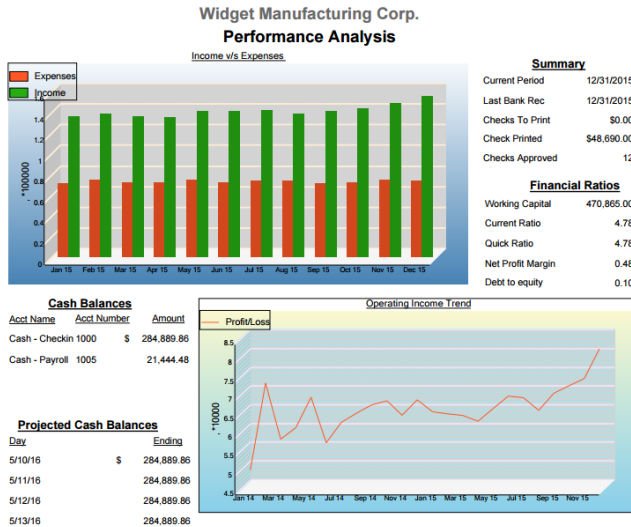 Widget Manufacturing Corp.
Performance Analysis
Income v/s Expenses
Expenses
Income
1.6
1.4
1.2
1
0.8
0.6
0.4
0.2
0
*100000
Jan 15 Feb 15 Mar 15 Apr 15 May 15 Jun 15 Jul 15 Aug 15 Sep 15 Oct 15 Nov 15 Dec 15
Summary
Current Period 12/31/2015
Last Bank Rec 12/31/2015
Checks To Print $0.00
Check Printed $48,690.00
Checks Approved 12
Financial Ratios
Working Capital 470,865.00
Current Ratio 4.78
Quick Ratio 4.78
Net Profit Margin 0.48
Debt to equity 0.10
Cash Balances
Acct Name Acct Number Amount
Cash - Checkin 1000 $ 284,889.86
Cash - Payroll 1005 21,444.48
Projected Cash Balances
Day Ending
5/10/16 $ 284,889.86
5/11/16 284,889.86
5/12/16 284,889.86
5/13/16 284,889.86
Operating Income Trend
Profit/Loss
8.5
8
7.5
7
6.5
6
5.5
5
4.5
*10000
Jan 14 Mar 14 May 14 Jul 14 Sep 14 Nov 14 Jan 15 Mar 15 May 15 Jul 15 Sep 15 Nov 15